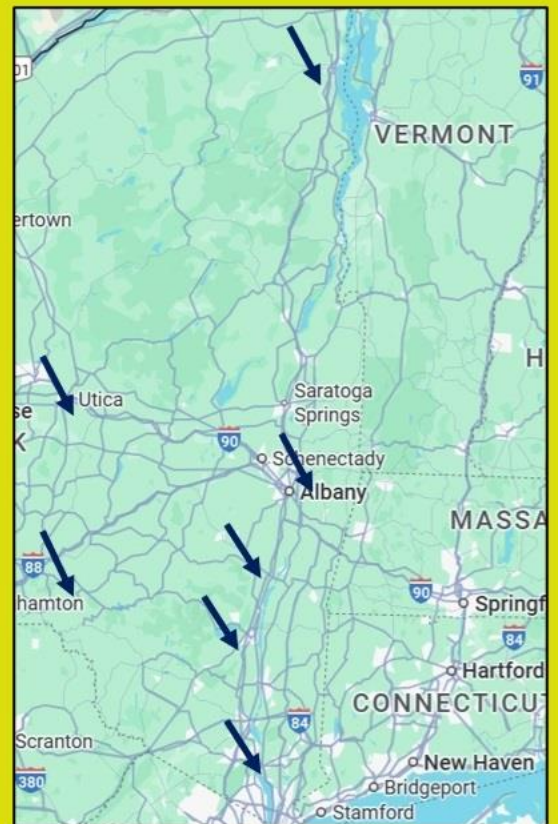 01
91
VERMONT
ertown
H
Utica
Saratoga
Springs
se
K
90
Schenectady
Albany
MASSA
88
hamton
90
Springf
84
Hartford
CONNECTICUT
84
Scranton
New Haven
380
Bridgeport
Stamford